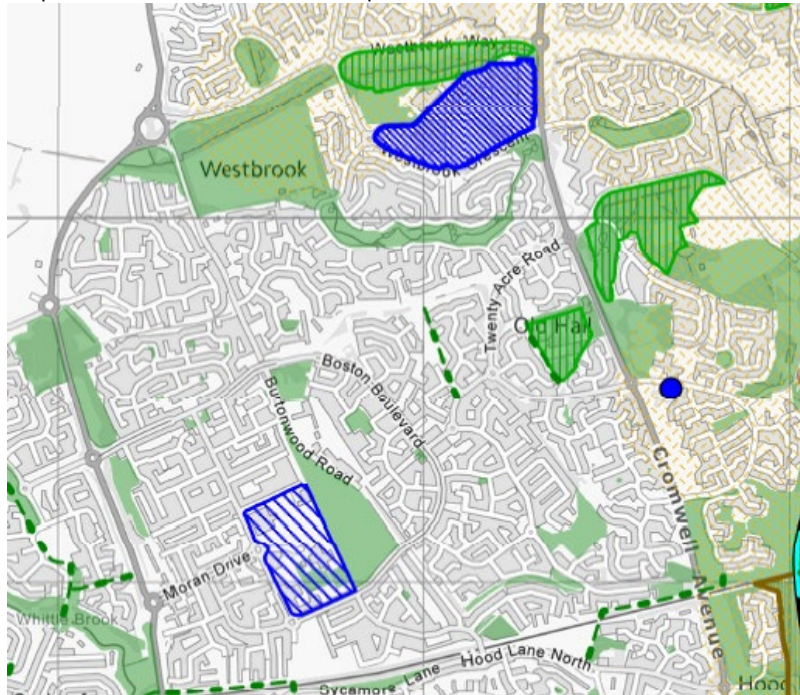 Westbrook Way
Westbrook Crescent
Westbrook
Twenty Acre Road
Old Hall
Boston Boulevard
Burtonwood Road
Cromwell Avenue
Moran Drive
Whittle Brook
Hood Lane North
Sycamore Lane
Hood